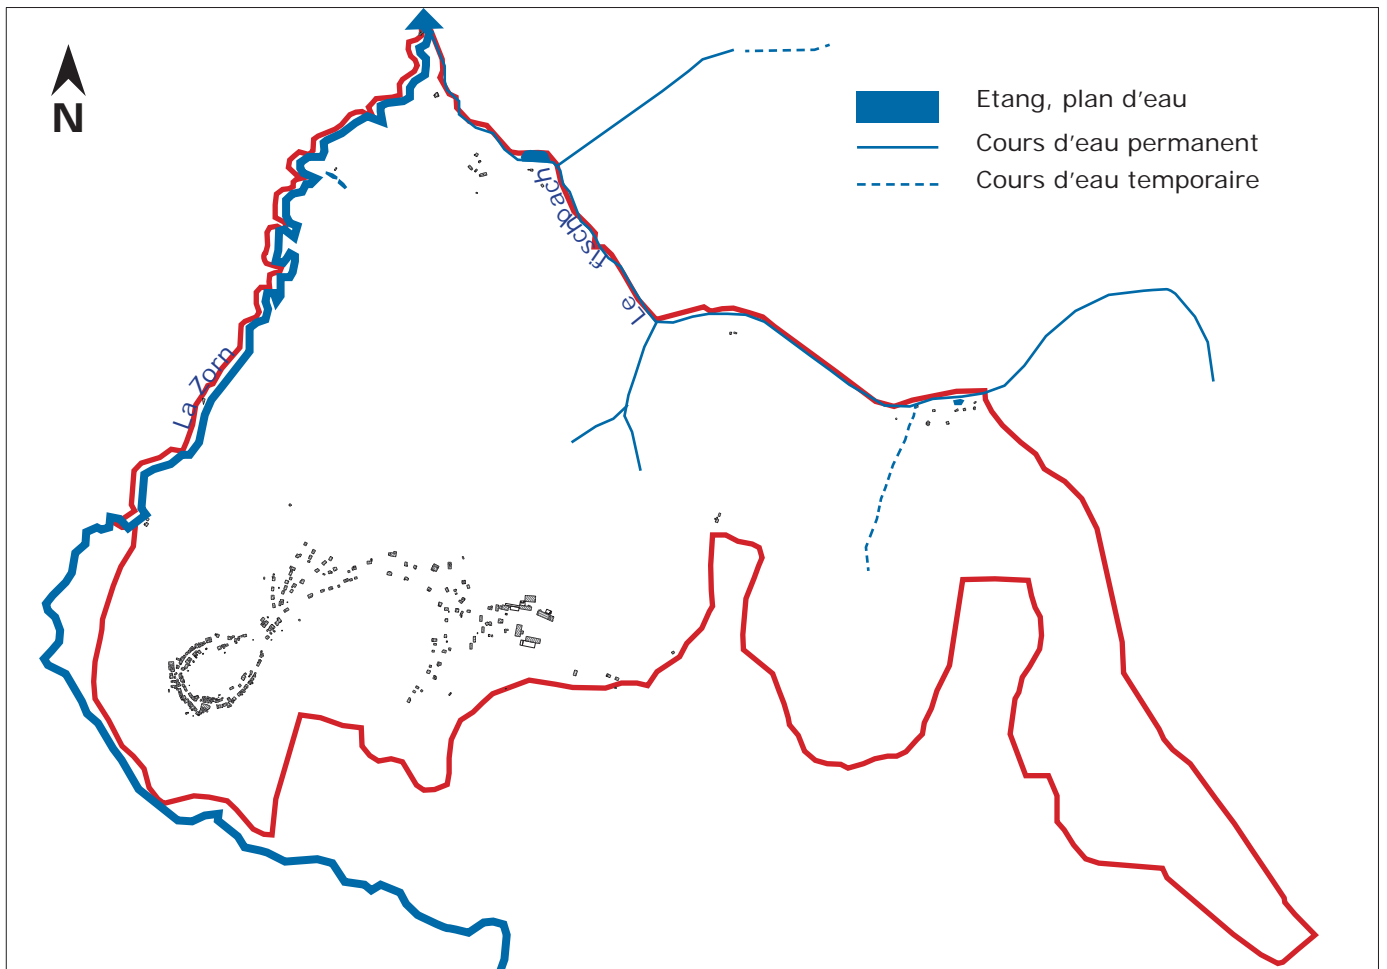 N
Etang, plan d'eau
Cours d'eau permanent
Cours d'eau temporaire
Le fischbach
La Zorn